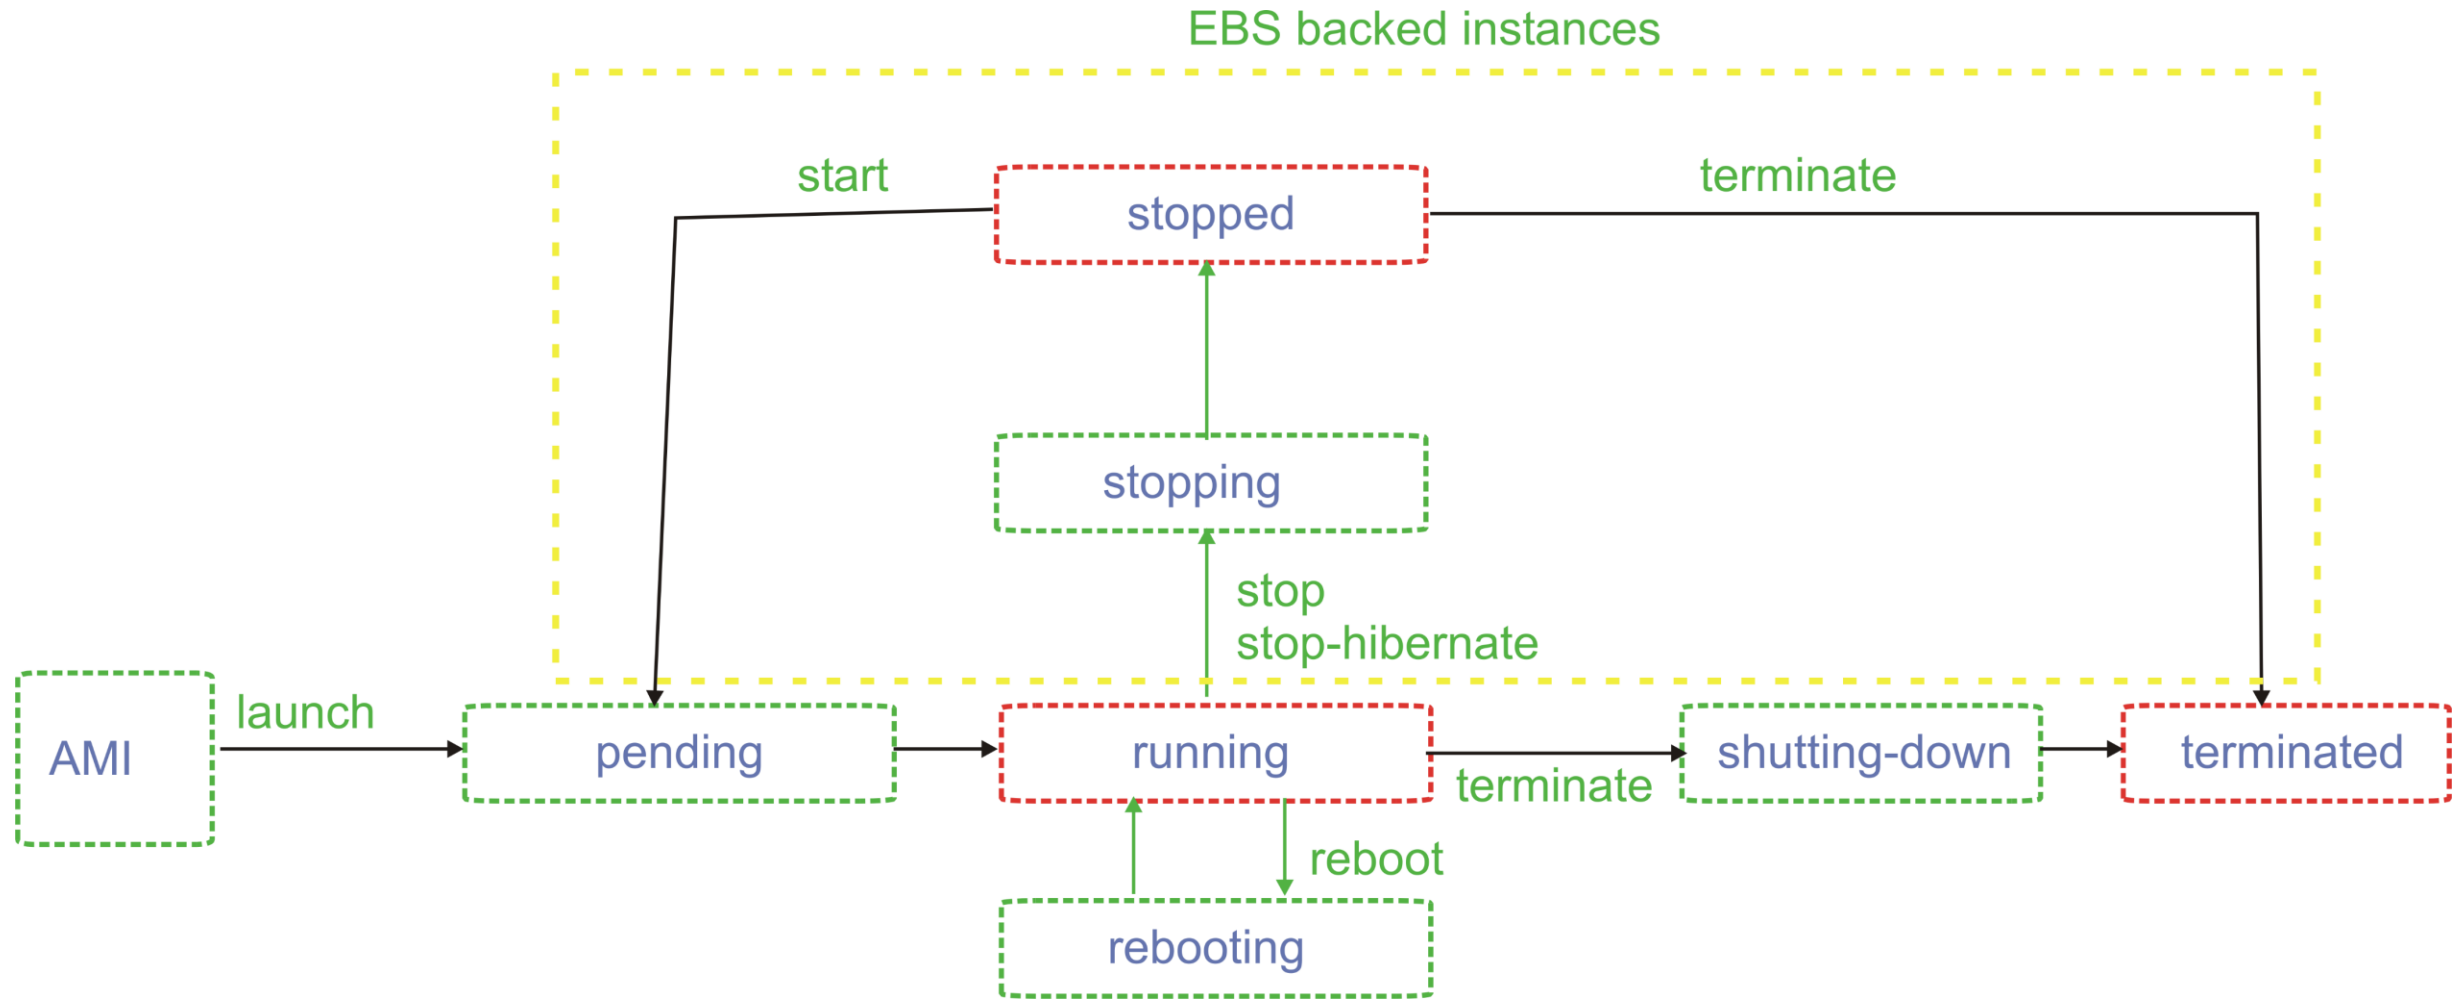 EBS backed instances
start
stopped
terminate
stopping
stop
stop-hibernate
AMI
launch
pending
running
terminate
shutting-down
terminated
reboot
rebooting